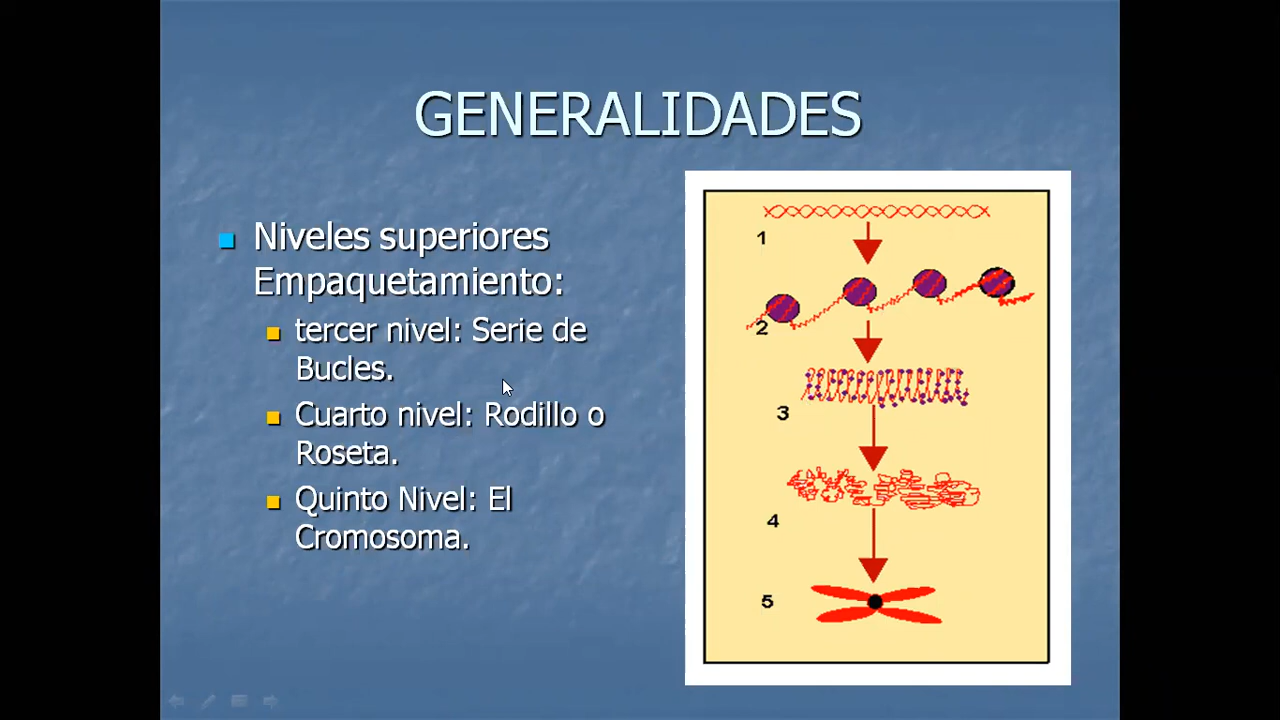 GENERALIDADES
Niveles superiores
Empaquetamiento:
tercer nivel: Serie de
Bucles.
Cuarto nivel: Rodillo o
Roseta.
Quinto Nivel: El
Cromosoma.
1
2
3
4
5